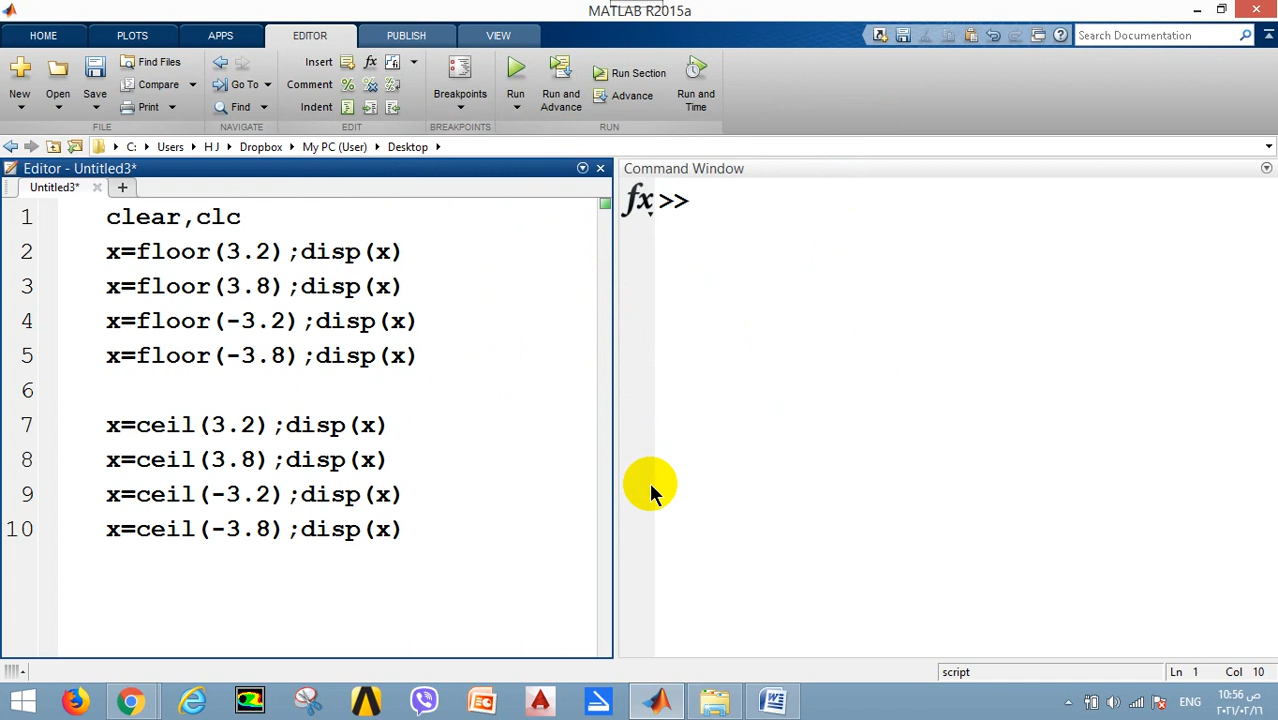 MATLAB R2015a
HOME PLOTS APPS EDITOR PUBLISH VIEW Search Documentation
New Open Save Find Files Compare Print
FILE
Go To Find
NAVIGATE
Insert fx
Comment % % %
Indent
EDIT
Breakpoints
BREAKPOINTS
Run Run and Advance Run Section Advance Run and Time
RUN
C: Users H J Dropbox My PC (User) Desktop
Editor - Untitled3*
Untitled3*
1 clear,clc
2 x=floor(3.2);disp(x)
3 x=floor(3.8);disp(x)
4 x=floor(-3.2);disp(x)
5 x=floor(-3.8);disp(x)
6
7 x=ceil(3.2);disp(x)
8 x=ceil(3.8);disp(x)
9 x=ceil(-3.2);disp(x)
10 x=ceil(-3.8);disp(x)
Command Window
fx >>
script Ln 1 Col 10
ENG
10:56 ص